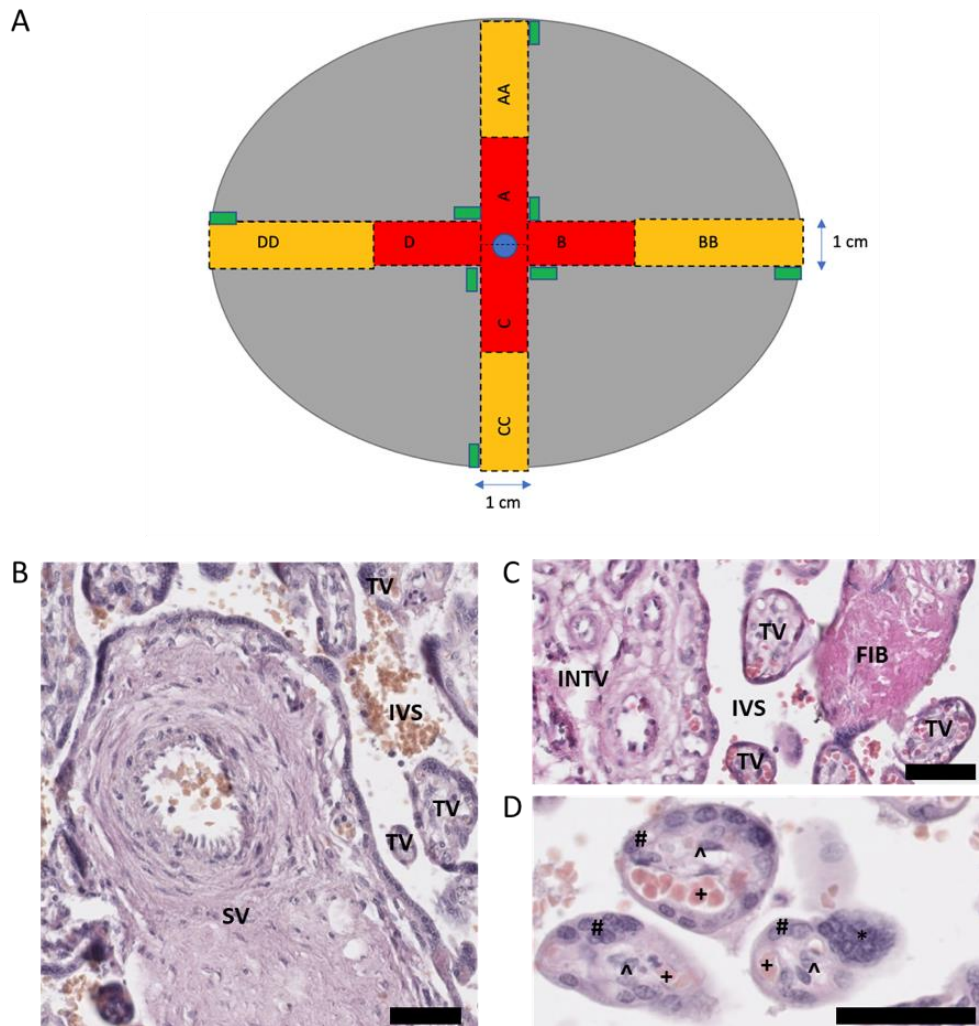 A
AA
A
DD
D
B
BB
1 cm
C
CC
1 cm
B
TV
IVS
TV
TV
SV
C
TV
INTV
FIB
IVS
TV
TV
D
#
^
+
#
#
*
^
+
+
^